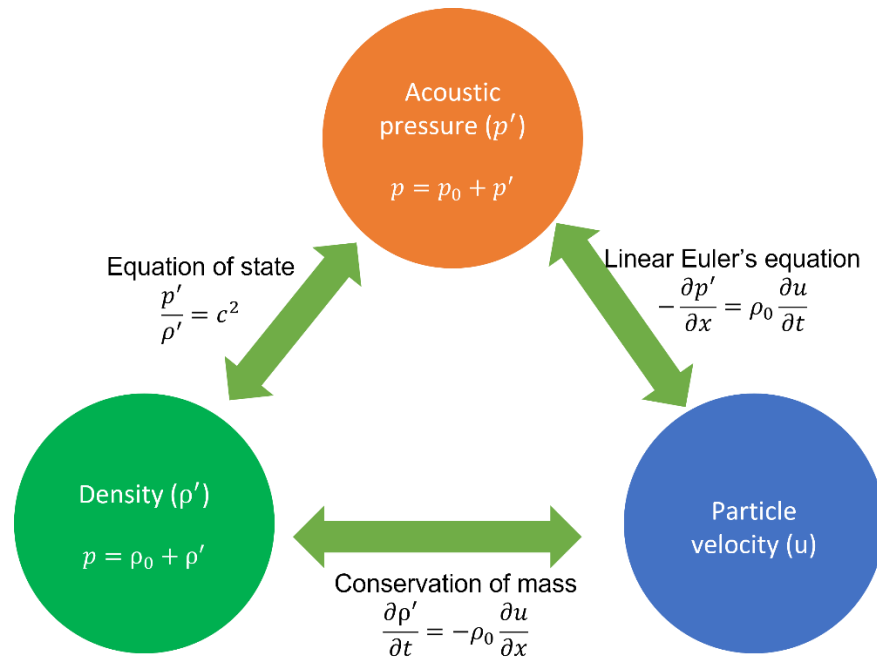 Acoustic
pressure (p′)
p = p₀ + p′
Equation of state
p′/ρ′ = c²
Linear Euler’s equation
−∂p′/∂x = ρ₀ ∂u/∂t
Density (ρ′)
p = ρ₀ + ρ′
Particle
velocity (u)
Conservation of mass
∂ρ′/∂t = −ρ₀ ∂u/∂x